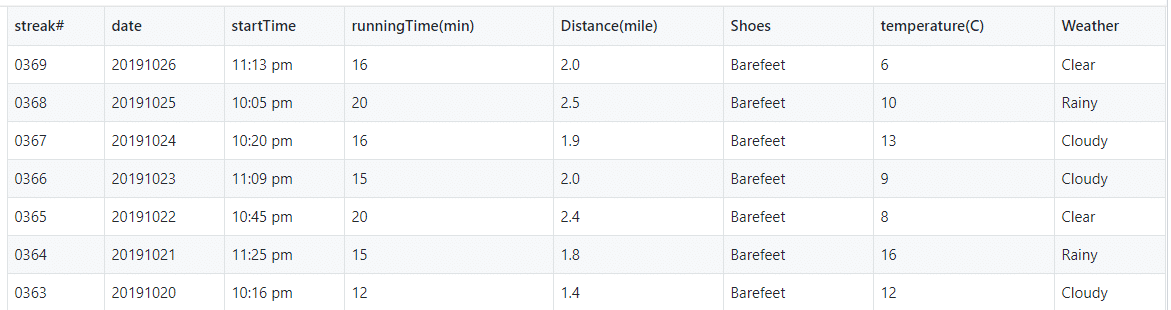 streak# date startTime runningTime(min) Distance(mile) Shoes temperature(C) Weather
0369 20191026 11:13 pm 16 2.0 Barefeet 6 Clear
0368 20191025 10:05 pm 20 2.5 Barefeet 10 Rainy
0367 20191024 10:20 pm 16 1.9 Barefeet 13 Cloudy
0366 20191023 11:09 pm 15 2.0 Barefeet 9 Cloudy
0365 20191022 10:45 pm 20 2.4 Barefeet 8 Clear
0364 20191021 11:25 pm 15 1.8 Barefeet 16 Rainy
0363 20191020 10:16 pm 12 1.4 Barefeet 12 Cloudy